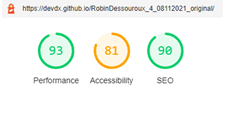 https://devdx.github.io/RobinDessouroux_4_08112021_original/
93 81 90
Performance Accessibility SEO